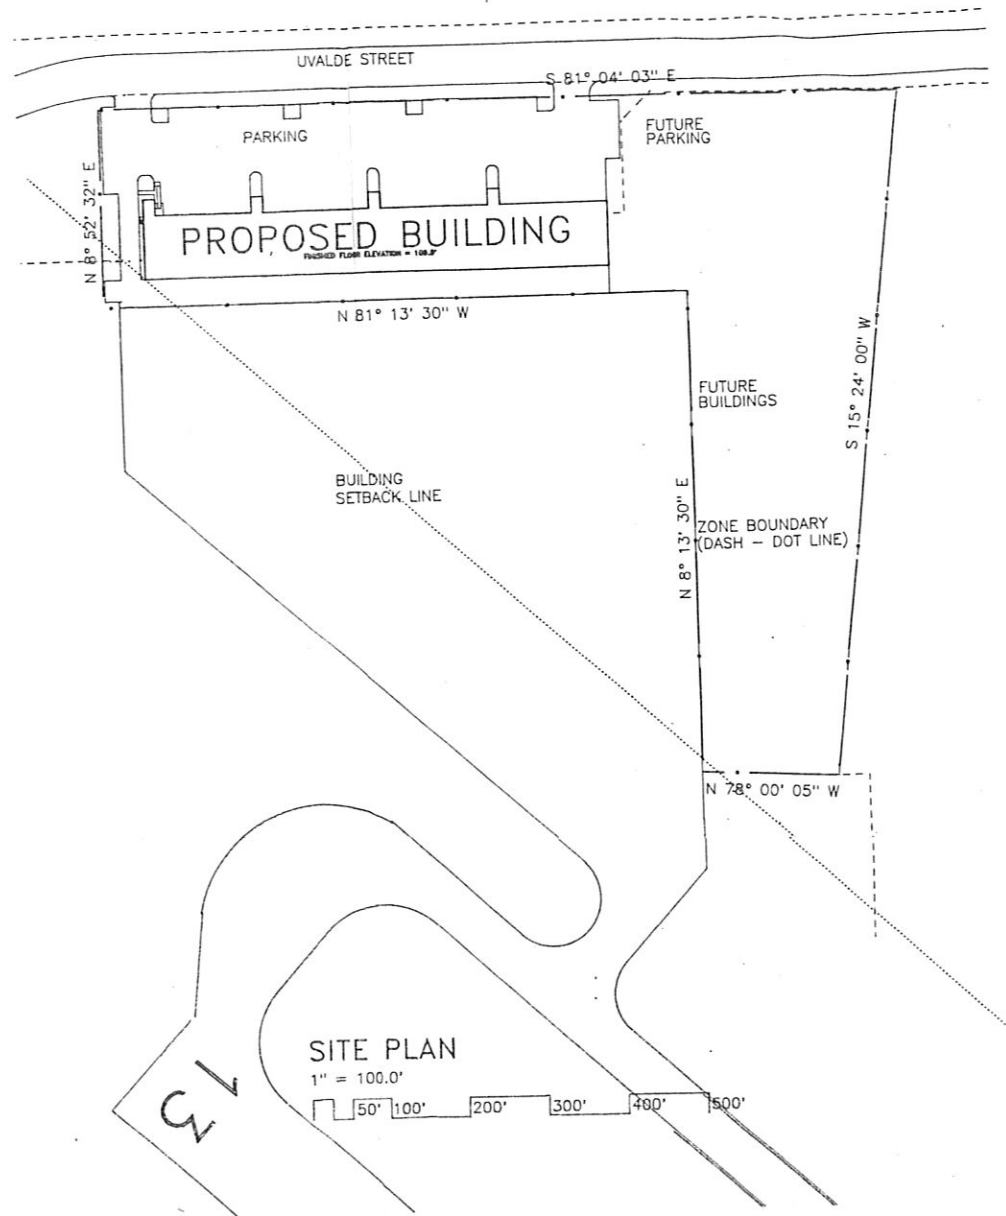 UVALDE STREET
S 81° 04' 03" E
PARKING
FUTURE
PARKING
N 8° 52' 32" E
PROPOSED BUILDING
FINISHED FLOOR ELEVATION = 108.8'
N 81° 13' 30" W
S 15° 24' 00" W
FUTURE
BUILDINGS
BUILDING
SETBACK LINE
N 8° 13' 30" E
ZONE BOUNDARY
(DASH – DOT LINE)
N 78° 00' 05" W
13
SITE PLAN
1" = 100.0'
50' 100' 200' 300' 400' 500'